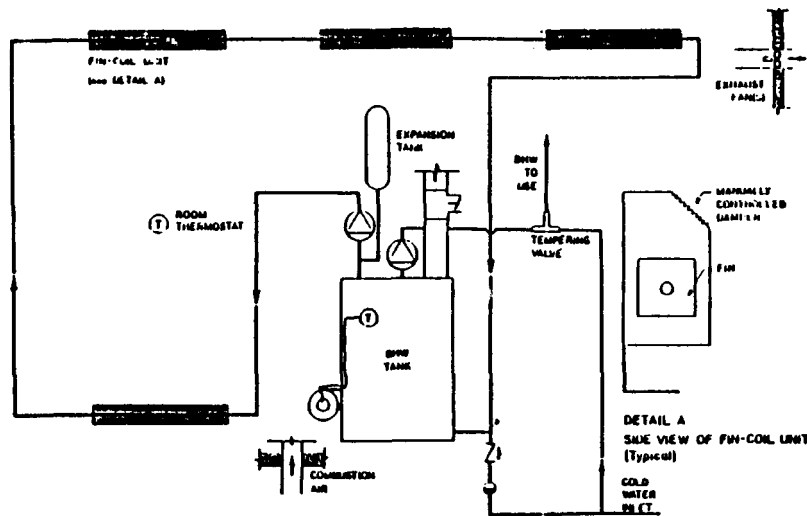 FIN-COIL UNIT
(see DETAIL A)
EXHAUST
FAN(S)
EXPANSION
TANK
T
ROOM
THERMOSTAT
DHW
TO
USE
TEMPERING
VALVE
MANUALLY
CONTROLLED
DAMPER
FIN
T
DHW
TANK
COMBUSTION
AIR
DETAIL A
SIDE VIEW OF FIN-COIL UNIT
(Typical)
COLD
WATER
INLET